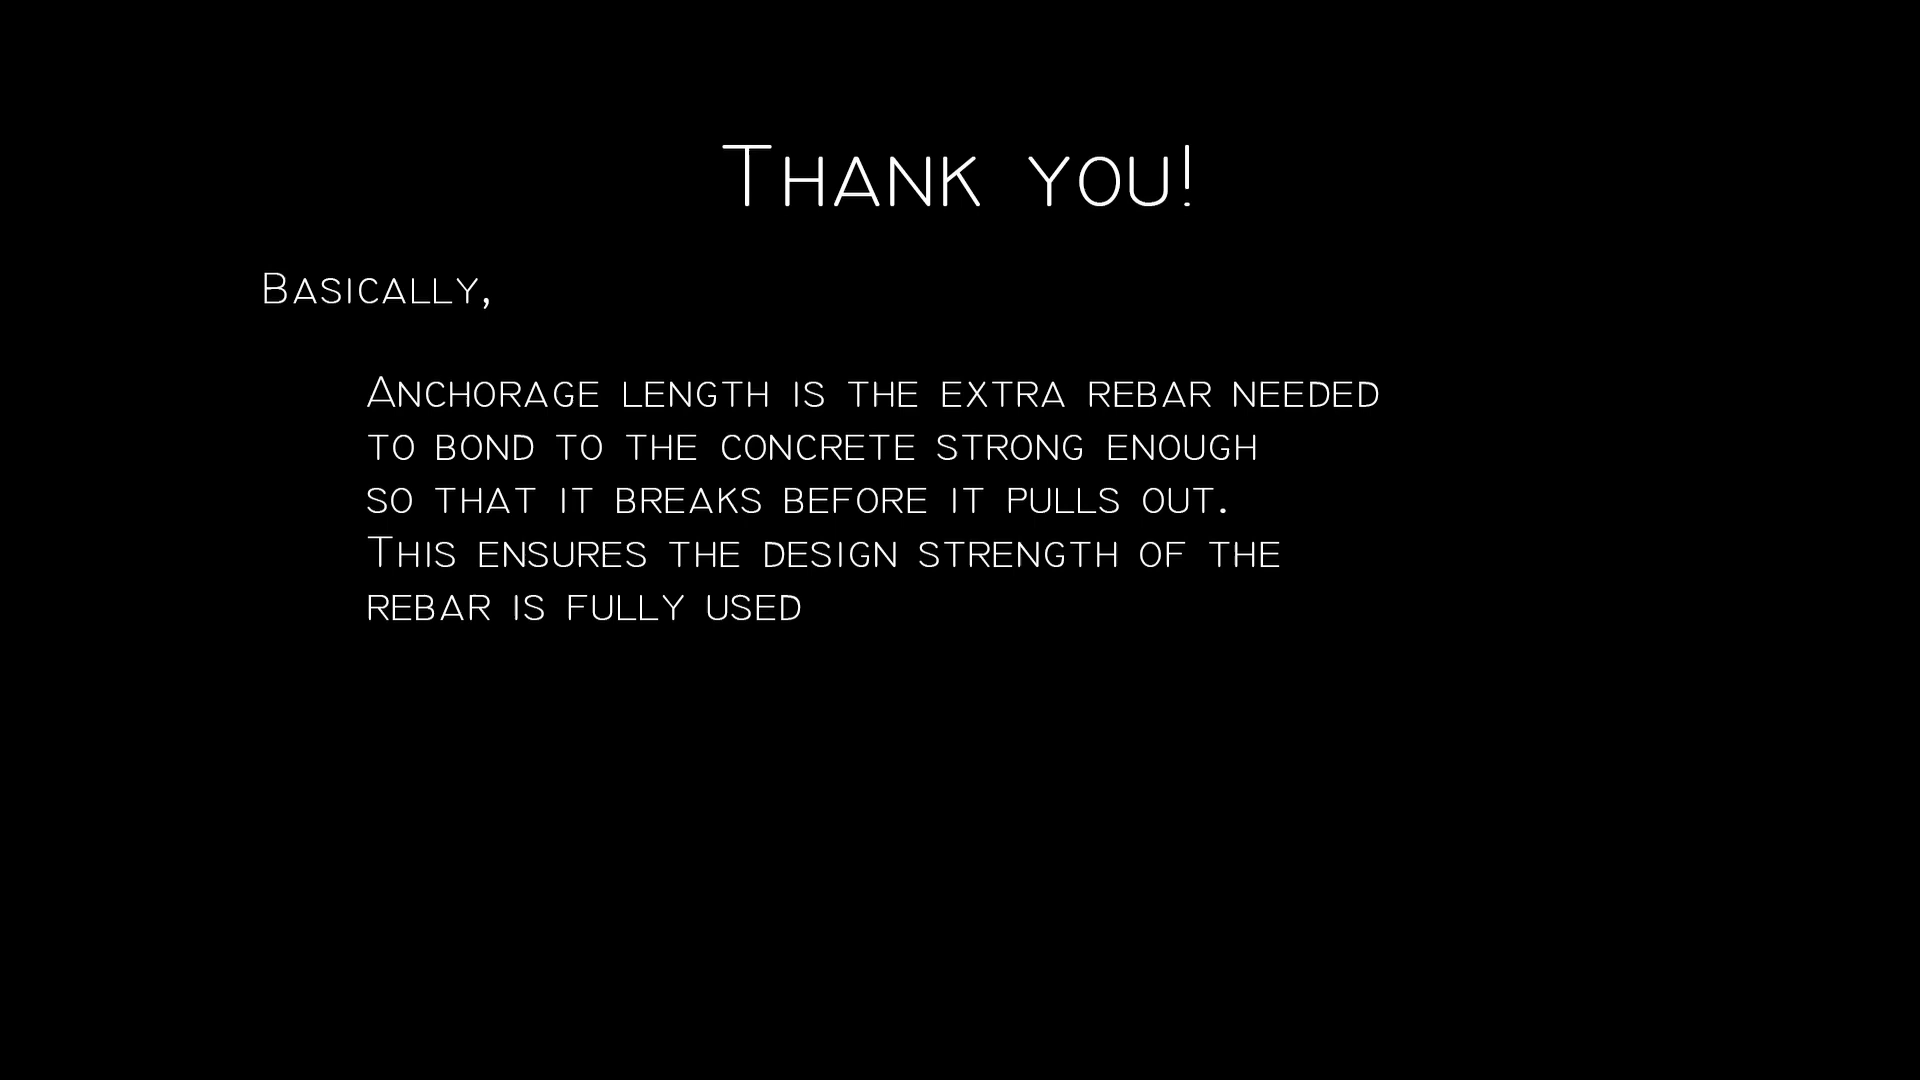 Thank you!
Basically,
Anchorage length is the extra rebar needed
to bond to the concrete strong enough
so that it breaks before it pulls out.
This ensures the design strength of the
rebar is fully used